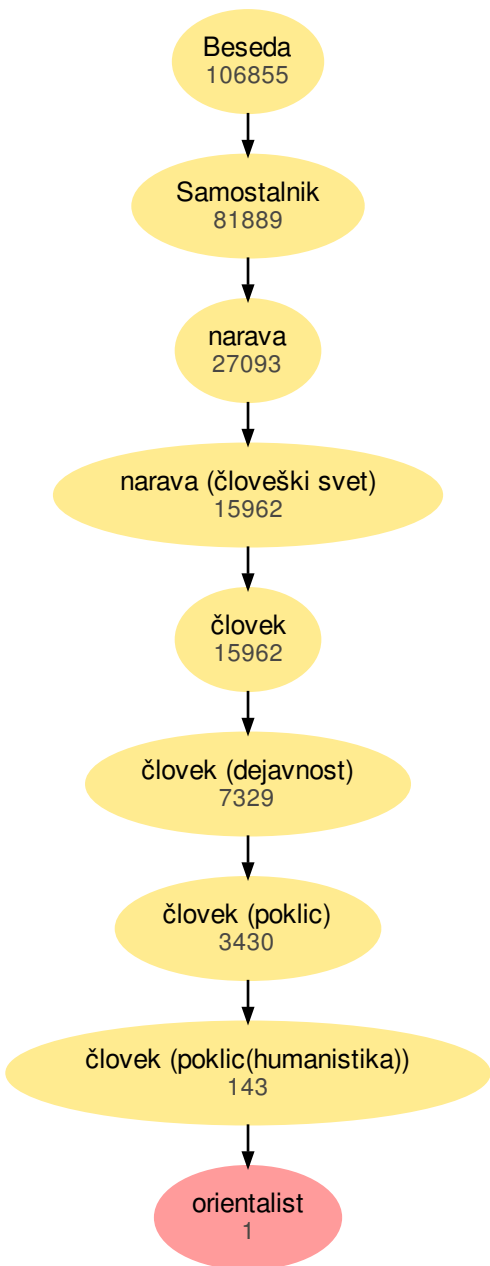 Beseda
106855
Samostalnik
81889
narava
27093
narava (človeški svet)
15962
človek
15962
človek (dejavnost)
7329
človek (poklic)
3430
človek (poklic(humanistika))
143
orientalist
1